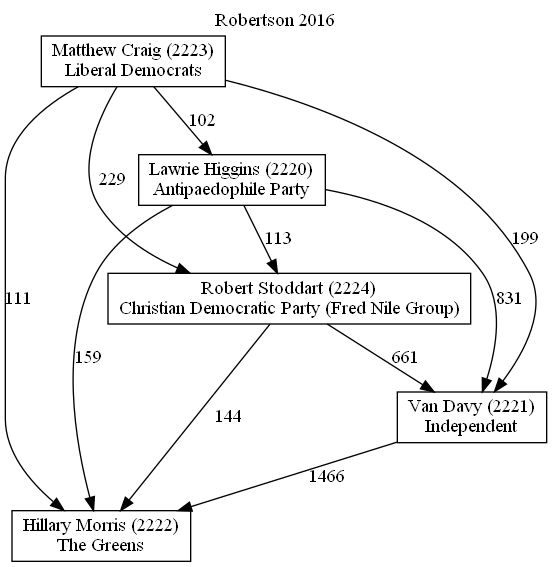 Robertson 2016
Matthew Craig (2223)
Liberal Democrats
102
Lawrie Higgins (2220)
Antipaedophile Party
229
199
113
Robert Stoddart (2224)
Christian Democratic Party (Fred Nile Group)
111
831
159
661
Van Davy (2221)
Independent
144
1466
Hillary Morris (2222)
The Greens